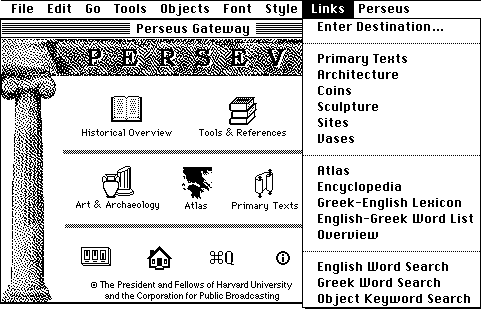 File Edit Go Tools Objects Font Style Links Perseus
Perseus Gateway
PERSEV
Historical Overview
Tools & References
Art & Archaeology
Atlas
Primary Texts
⌘Q
© The President and Fellows of Harvard University
and the Corporation for Public Broadcasting
Enter Destination...
Primary Texts
Architecture
Coins
Sculpture
Sites
Vases
Atlas
Encyclopedia
Greek-English Lexicon
English-Greek Word List
Overview
English Word Search
Greek Word Search
Object Keyword Search